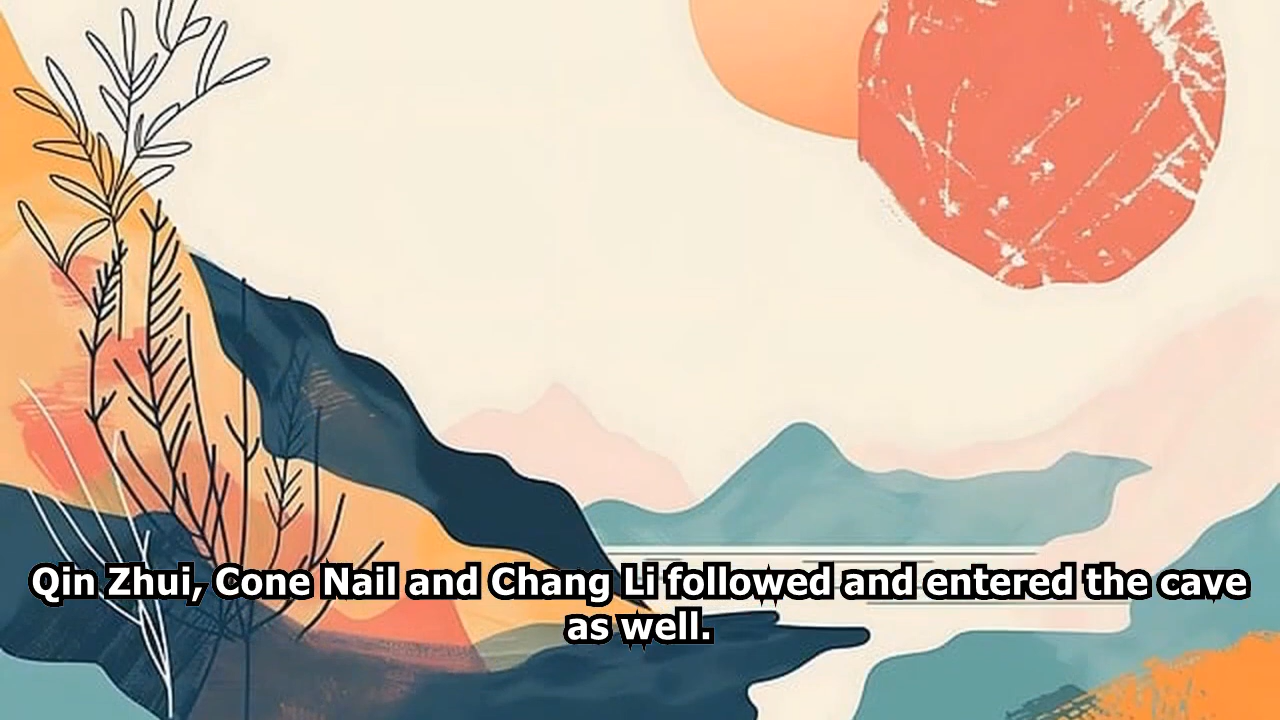 Qin Zhui, Cone Nail and Chang Li followed and entered the cave
as well.